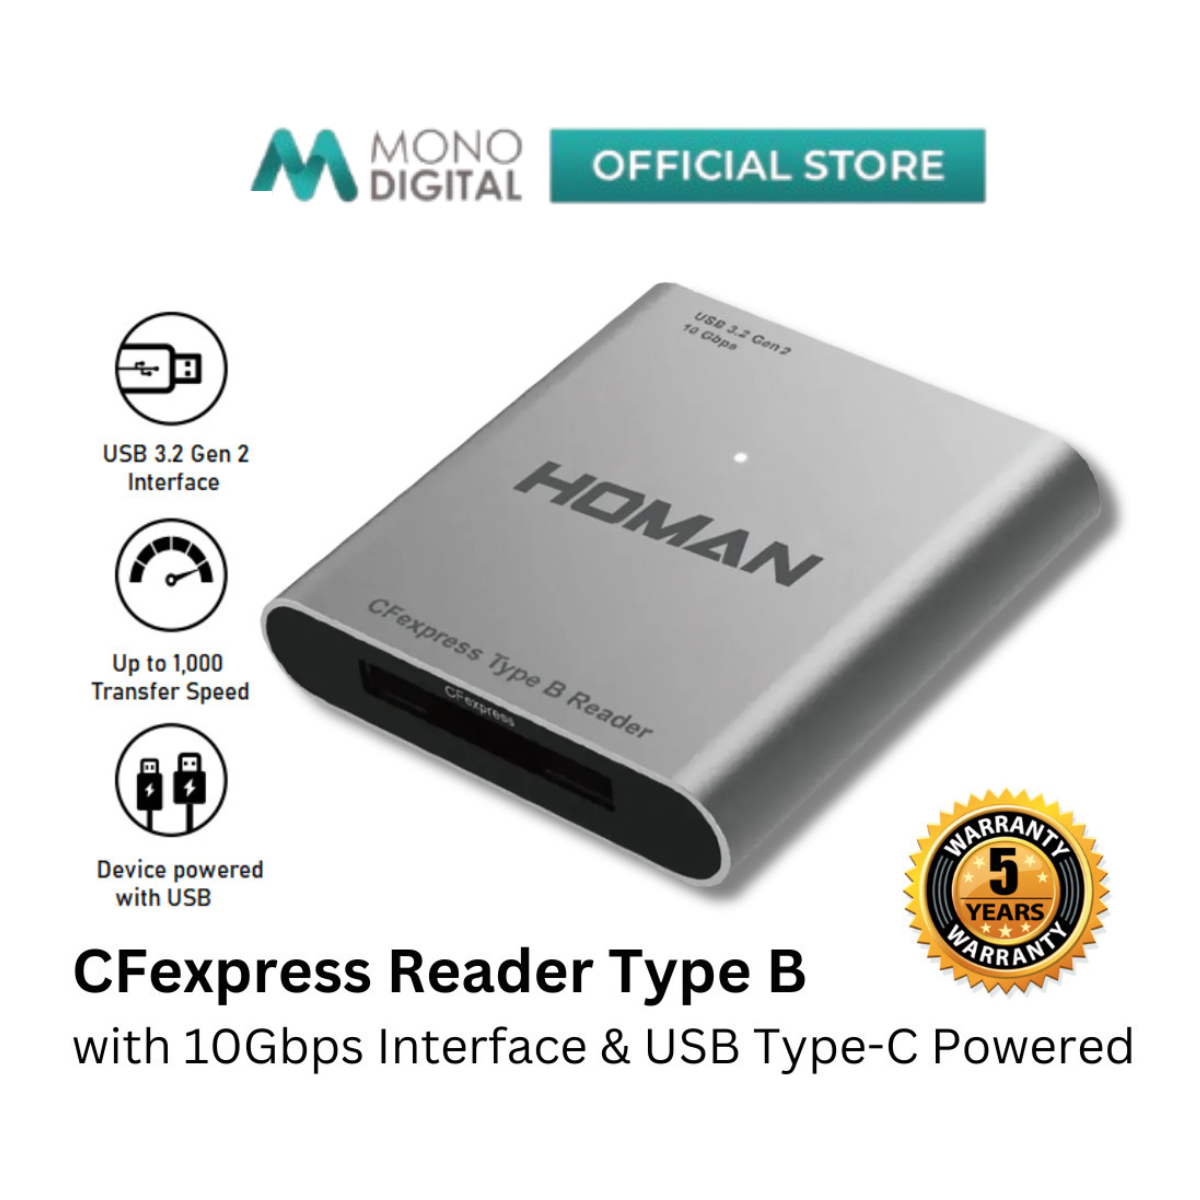 MONO
DIGITAL
OFFICIAL STORE
USB 3.2 Gen 2
10 Gbps
HOMAN
CFexpress Type B Reader
CFexpress
USB 3.2 Gen 2
Interface
Up to 1,000
Transfer Speed
Device powered
with USB
WARRANTY
5
YEARS
WARRANTY
CFexpress Reader Type B
with 10Gbps Interface & USB Type-C Powered